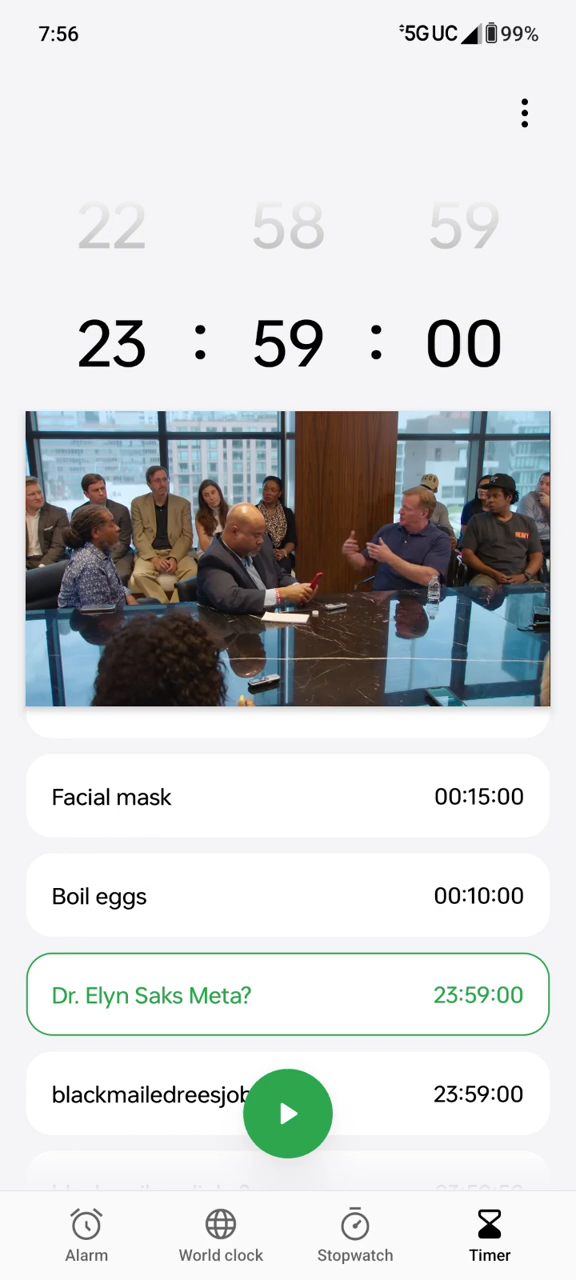 7:56 5G UC 99%
22 58 59
23 : 59 : 00
HEAVY
Facial mask 00:15:00
Boil eggs 00:10:00
Dr. Elyn Saks Meta? 23:59:00
blackmailedreesjob 23:59:00
Alarm World clock Stopwatch Timer